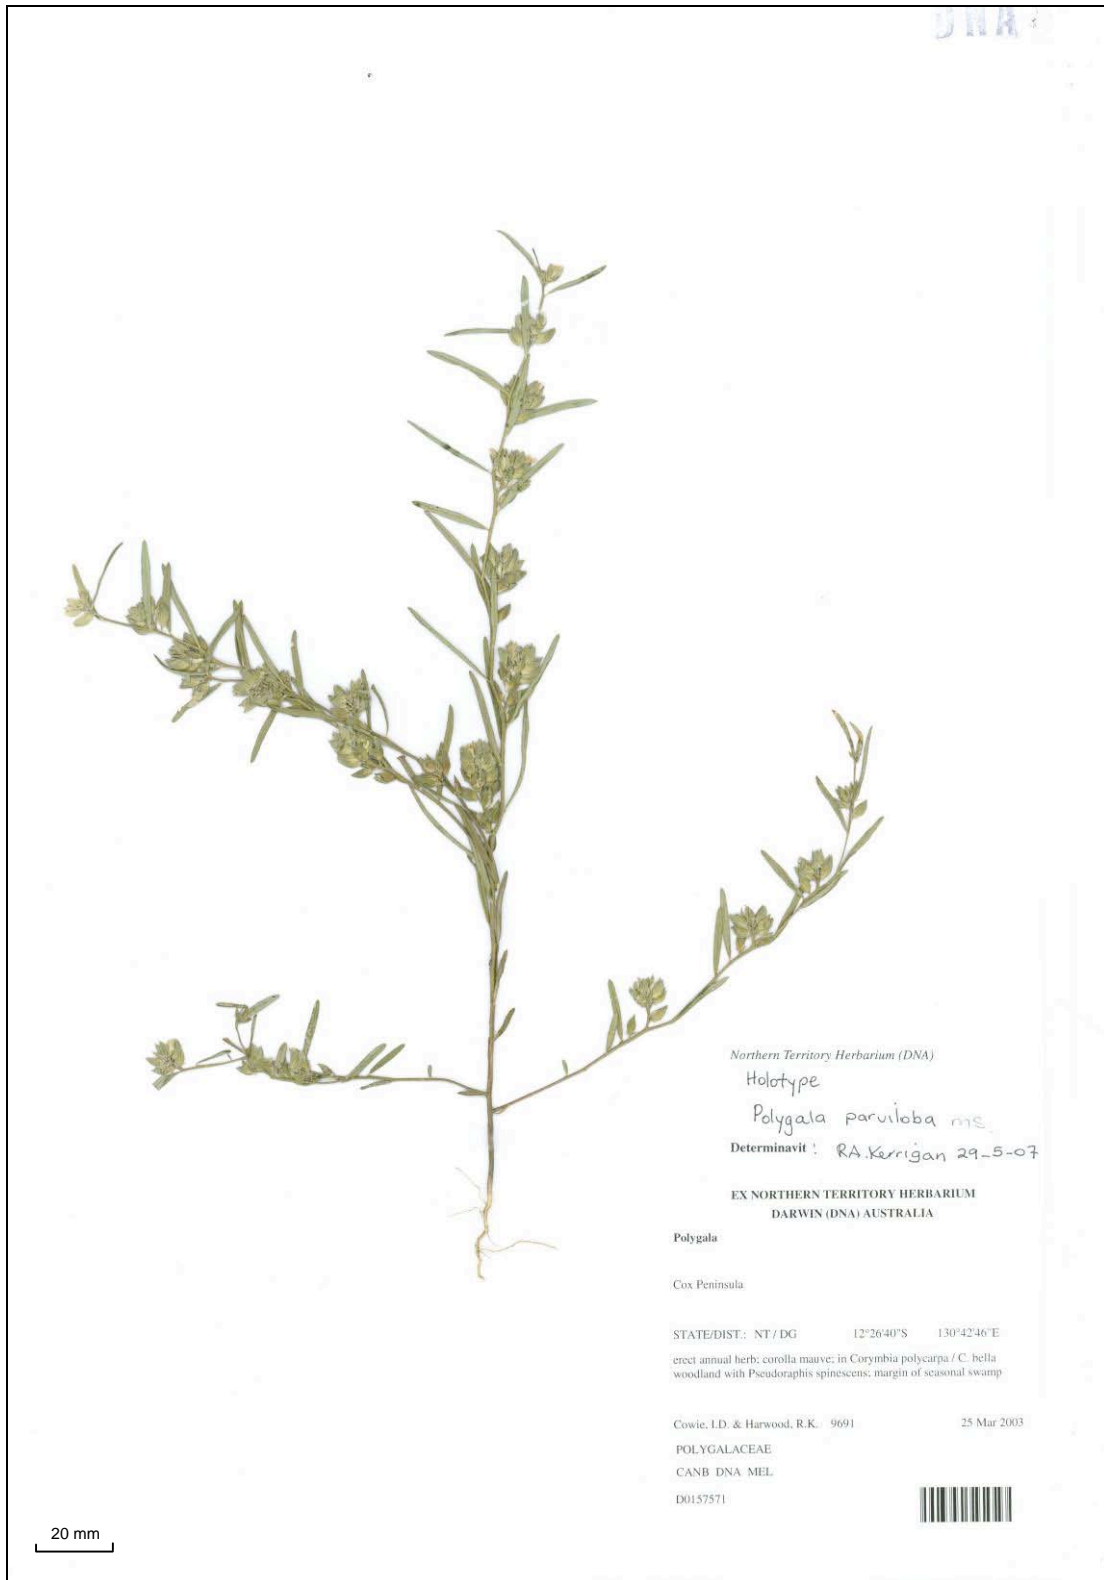 DNA
Northern Territory Herbarium (DNA)
Holotype
Polygala parviloba ms.
Determinavit : RA.Kerrigan 29-5-07
EX NORTHERN TERRITORY HERBARIUM
DARWIN (DNA) AUSTRALIA
Polygala
Cox Peninsula
STATE/DIST.: NT / DG 12°26'40"S 130°42'46"E
erect annual herb; corolla mauve; in Corymbia polycarpa / C. bella
woodland with Pseudoraphis spinescens; margin of seasonal swamp
Cowie, I.D. & Harwood, R.K. 9691 25 Mar 2003
POLYGALACEAE
CANB DNA MEL
D0157571
20 mm